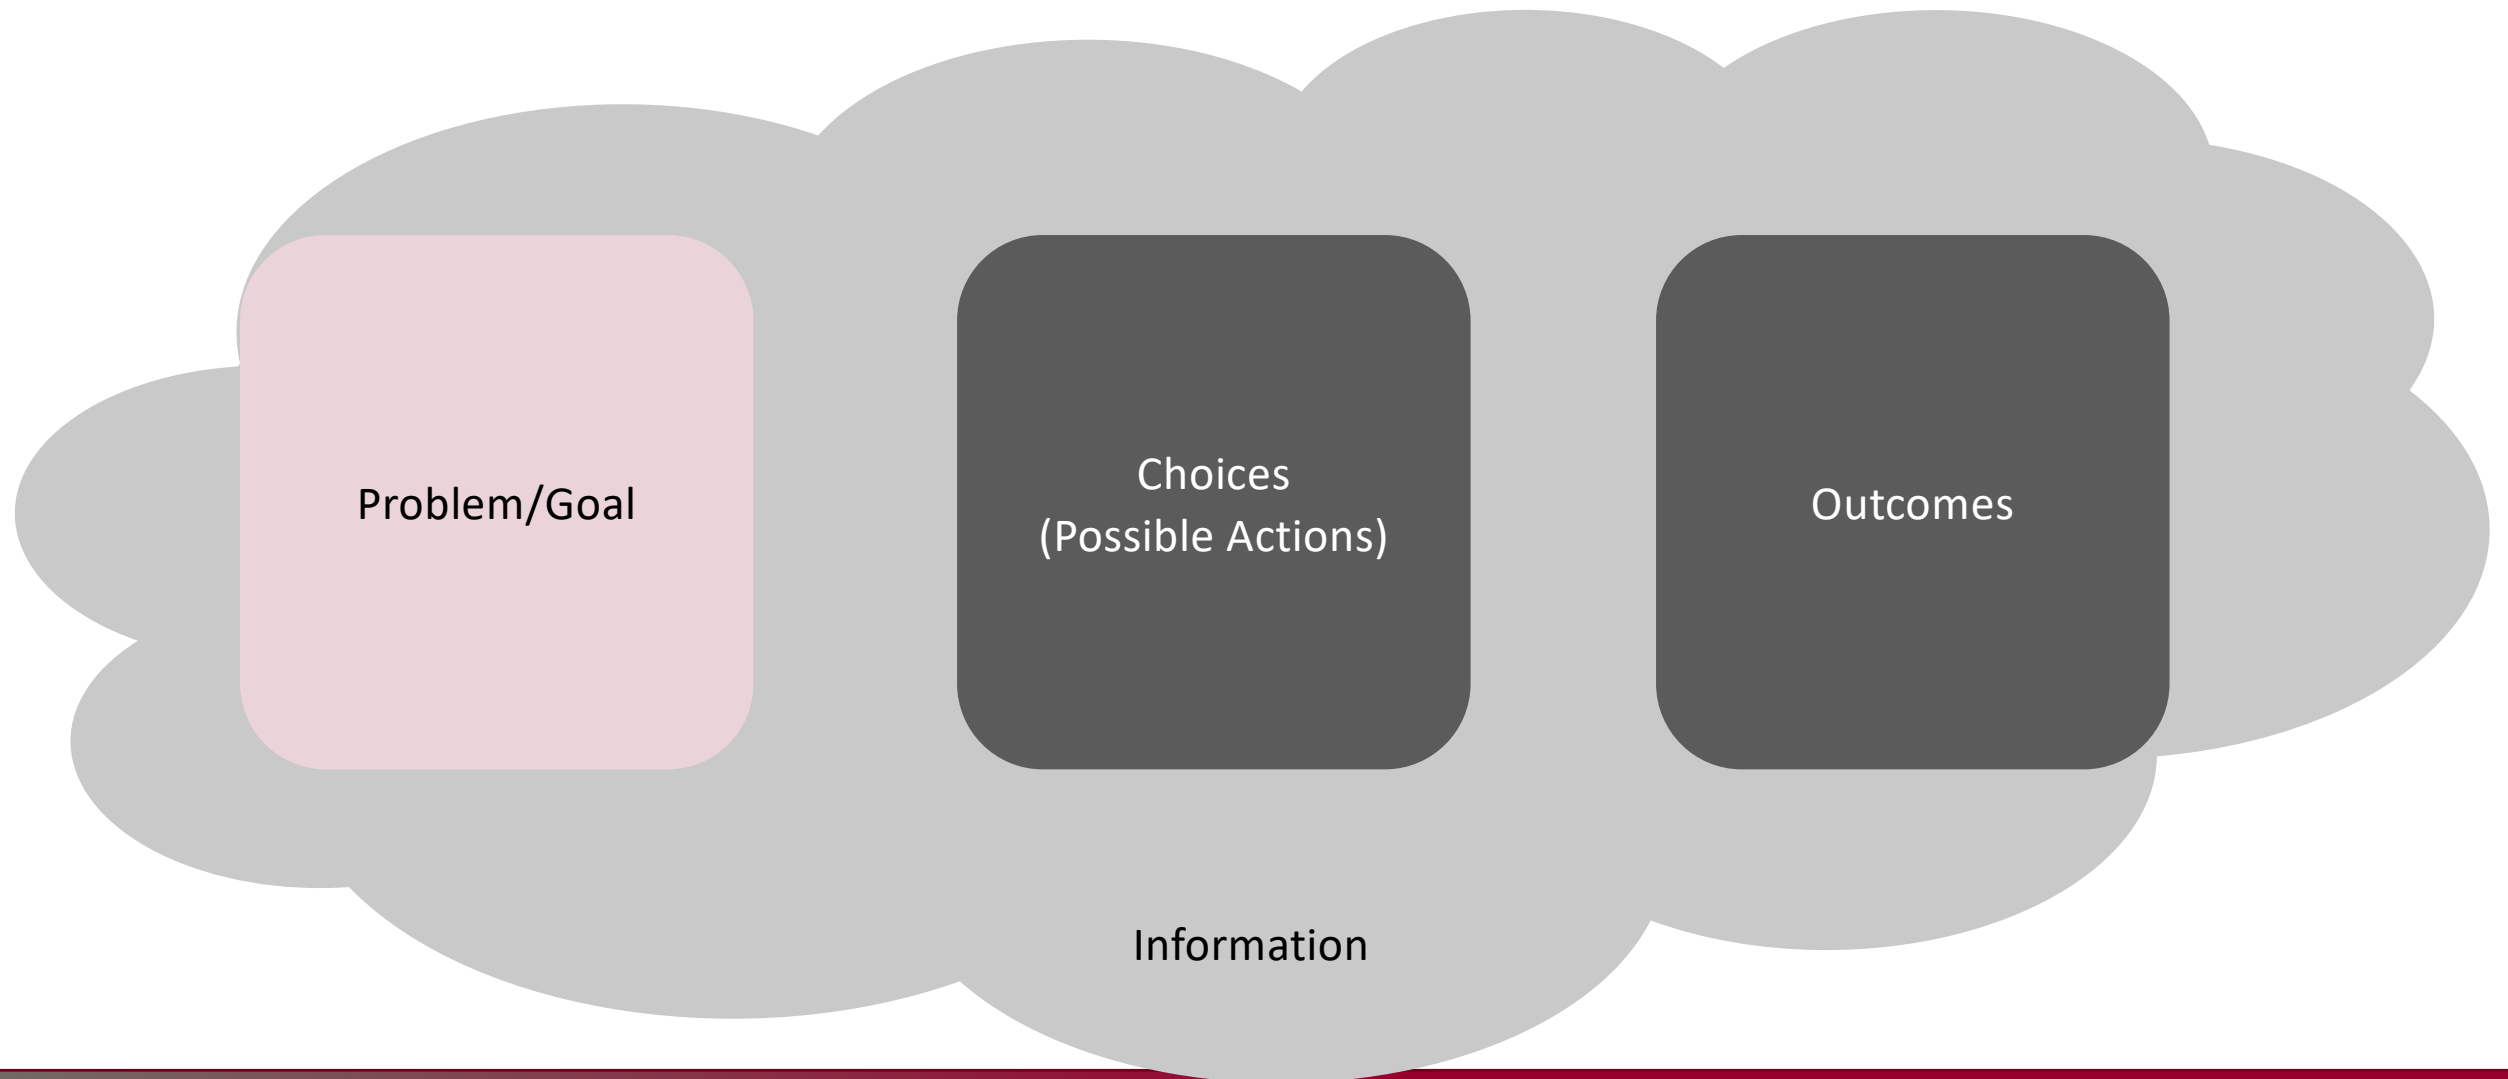 Problem/Goal
Choices
(Possible Actions)
Outcomes
Information